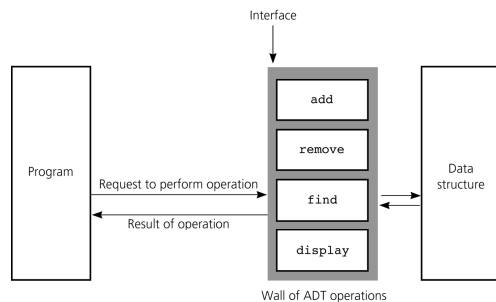 Interface
add
remove
Program
Data
structure
Request to perform operation
find
Result of operation
display
Wall of ADT operations